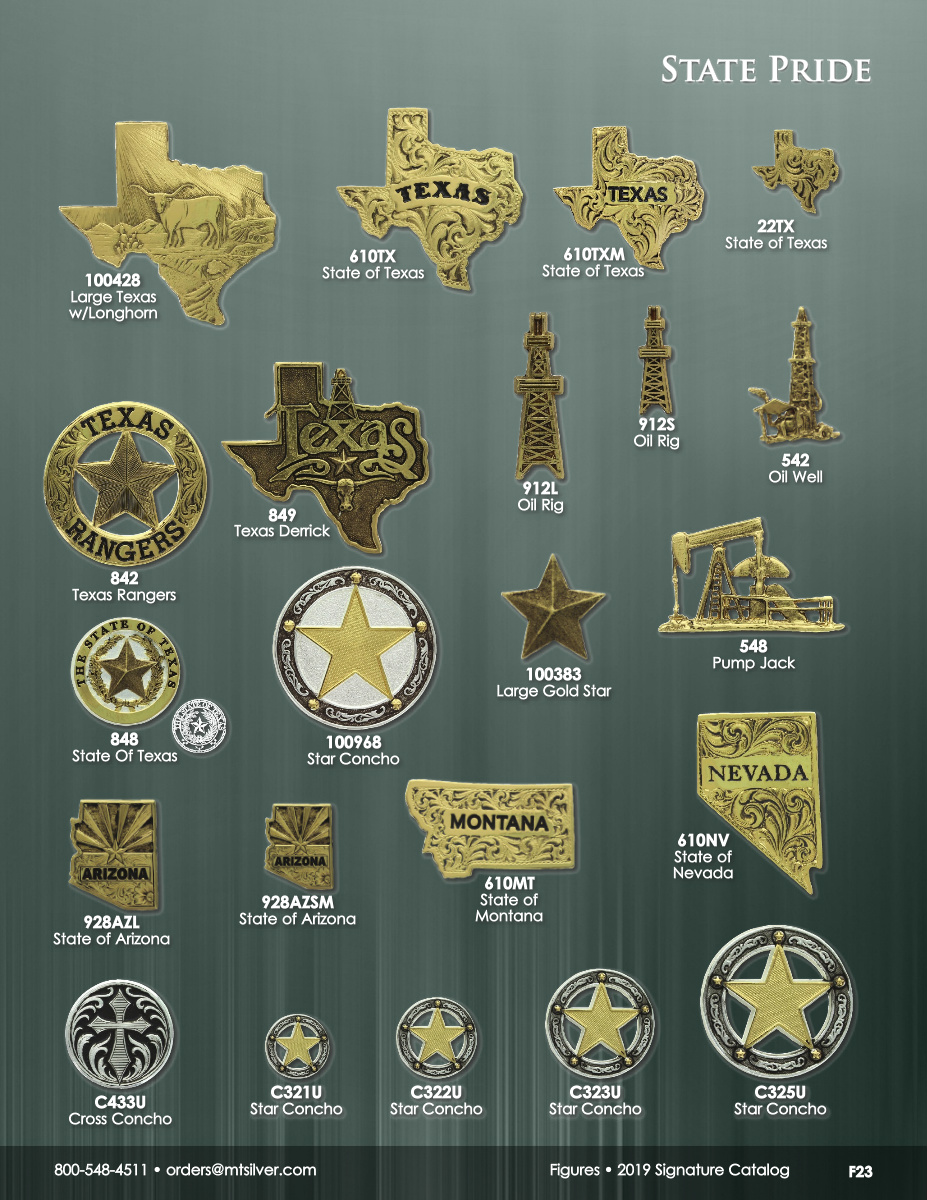 STATE PRIDE
TEXAS
TEXAS
100428
Large Texas
w/Longhorn
610TX
State of Texas
610TXM
State of Texas
22TX
State of Texas
TEXAS
RANGERS
842
Texas Rangers
Texas
849
Texas Derrick
912L
Oil Rig
912S
Oil Rig
542
Oil Well
THE STATE OF TEXAS
THE STATE OF TEXAS
848
State Of Texas
100968
Star Concho
100383
Large Gold Star
548
Pump Jack
ARIZONA
928AZL
State of Arizona
ARIZONA
928AZSM
State of Arizona
MONTANA
610MT
State of
Montana
NEVADA
610NV
State of
Nevada
C433U
Cross Concho
C321U
Star Concho
C322U
Star Concho
C323U
Star Concho
C325U
Star Concho
800-548-4511 • orders@mtsilver.com
Figures • 2019 Signature Catalog
F23